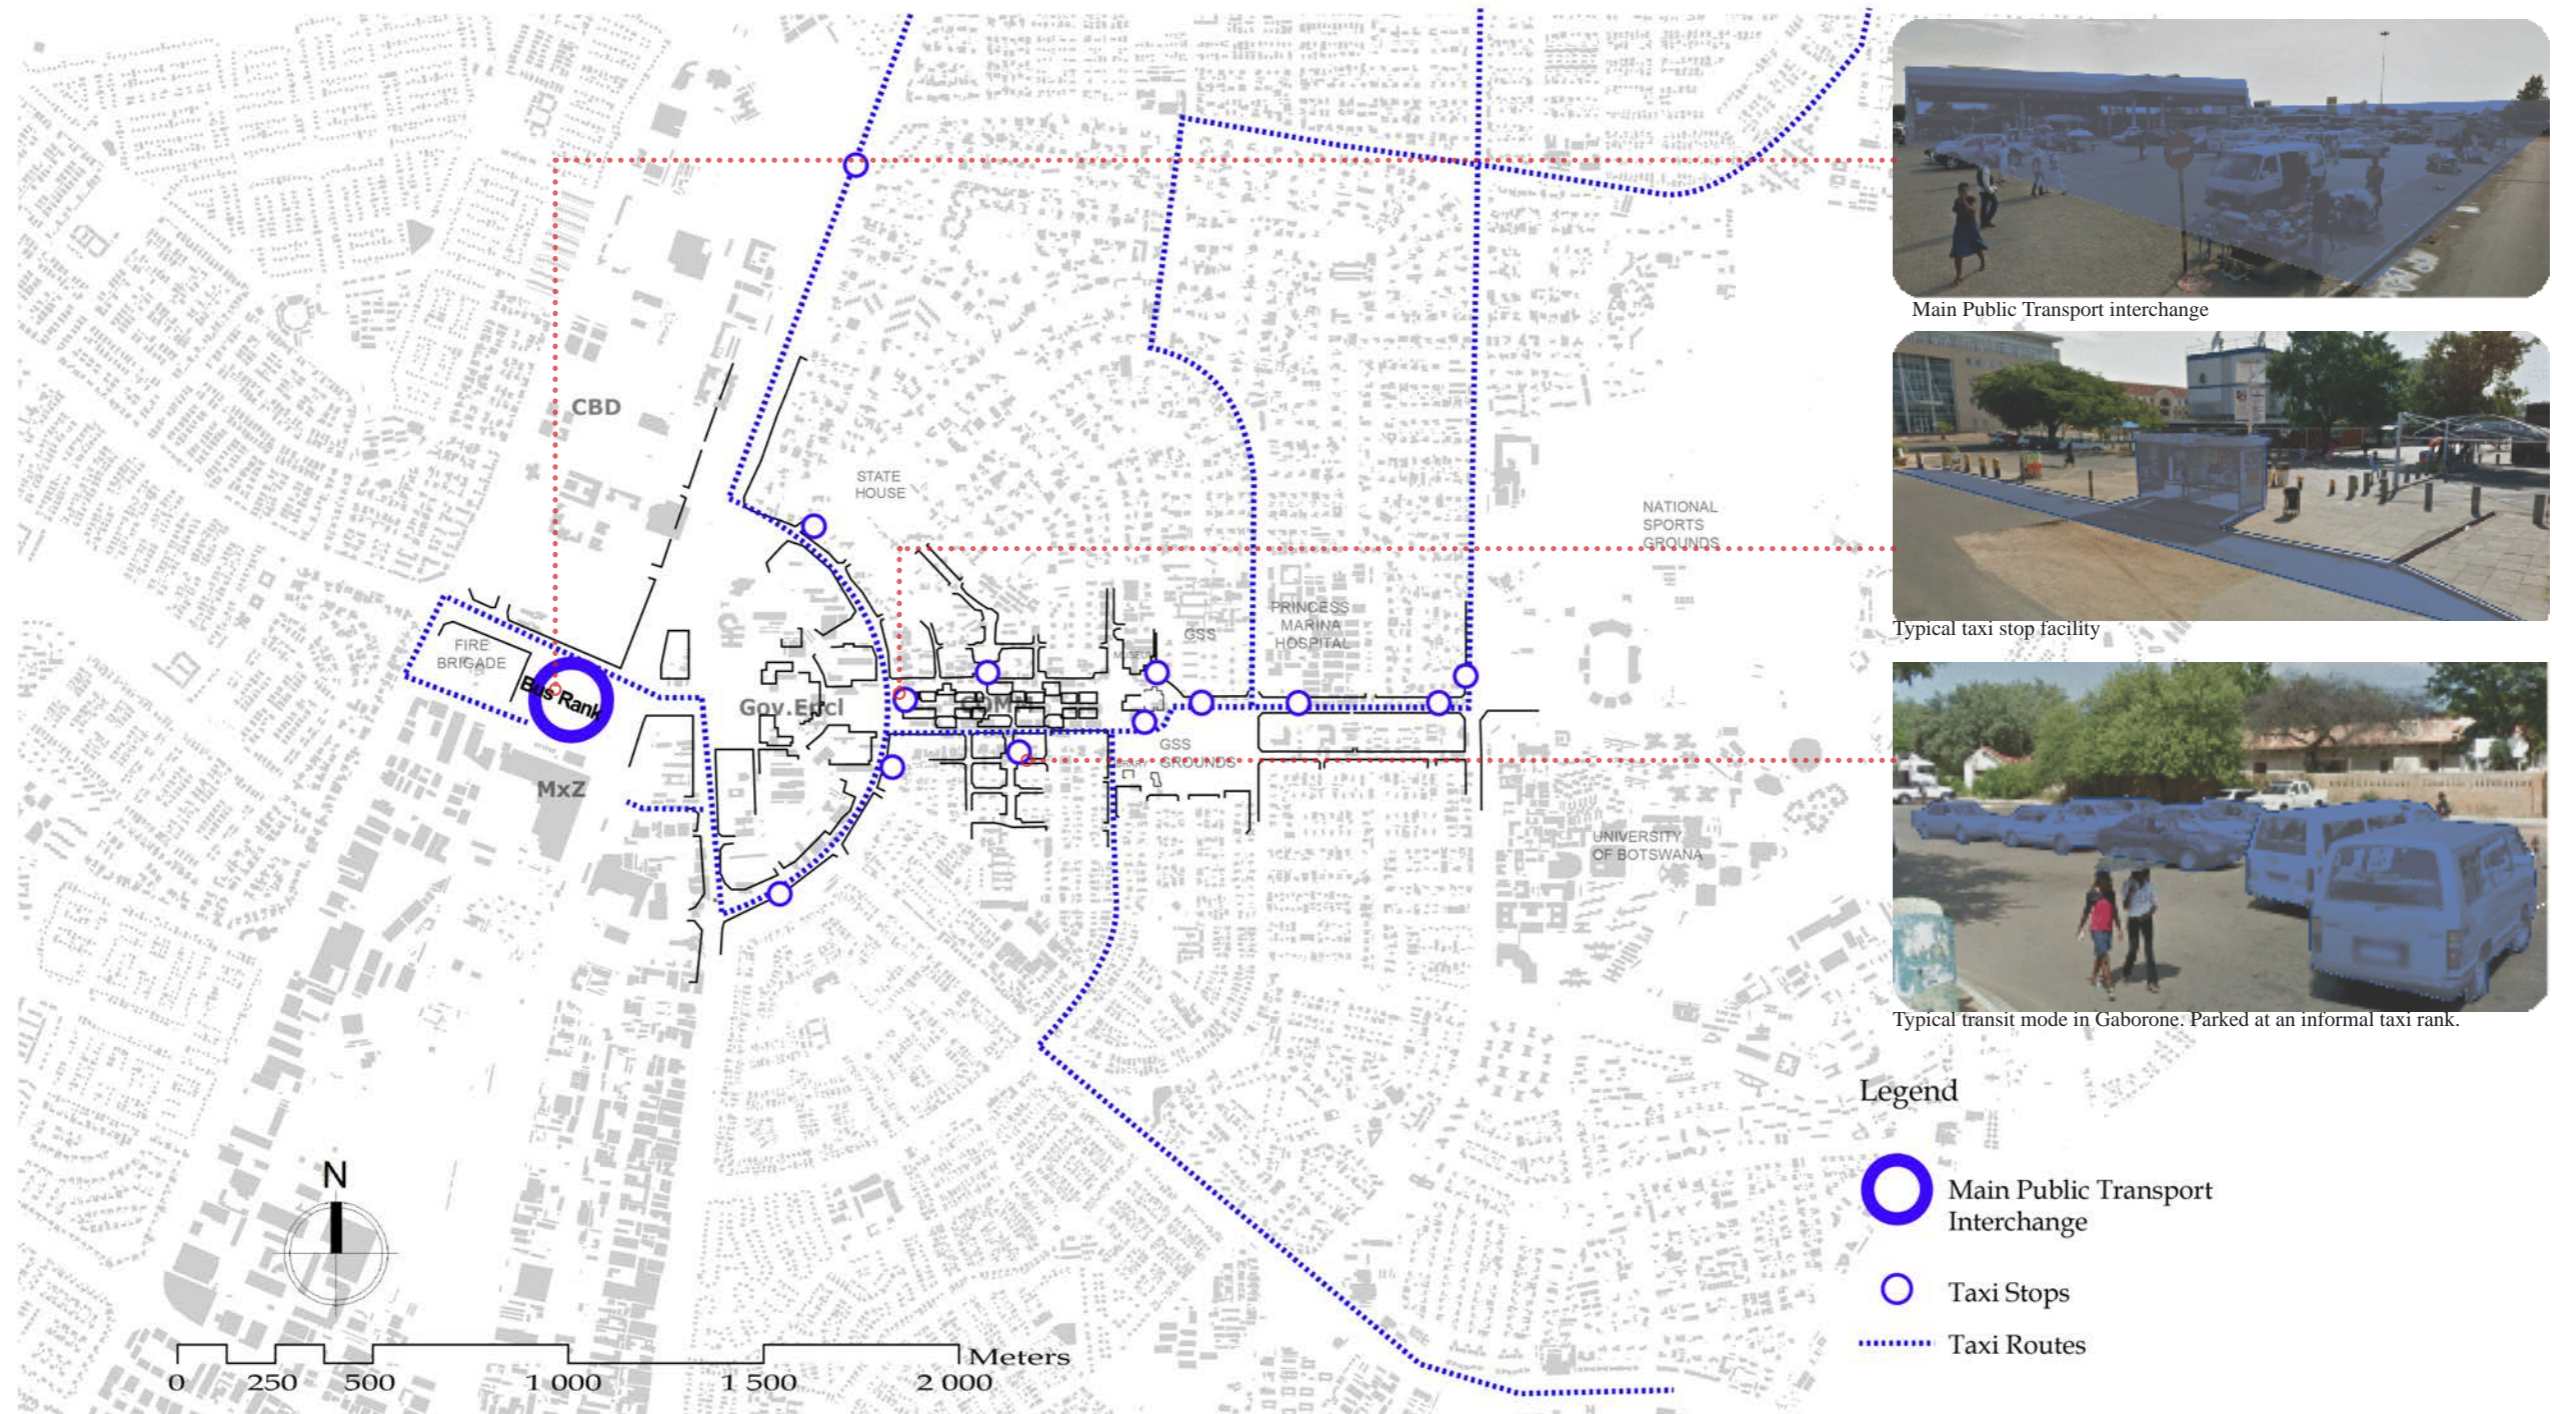 CBD
STATE
HOUSE
NATIONAL
SPORTS
GROUNDS
FIRE
BRIGADE
Bus Rank
Gov.Encl
COMM
MUSEUM
GSS
PRINCESS
MARINA
HOSPITAL
GSS
GROUNDS
MxZ
UNIVERSITY
OF BOTSWANA
N
0 250 500 1 000 1 500 2 000 Meters
Main Public Transport interchange
Typical taxi stop facility
Typical transit mode in Gaborone. Parked at an informal taxi rank.
Legend
Main Public Transport
Interchange
Taxi Stops
Taxi Routes